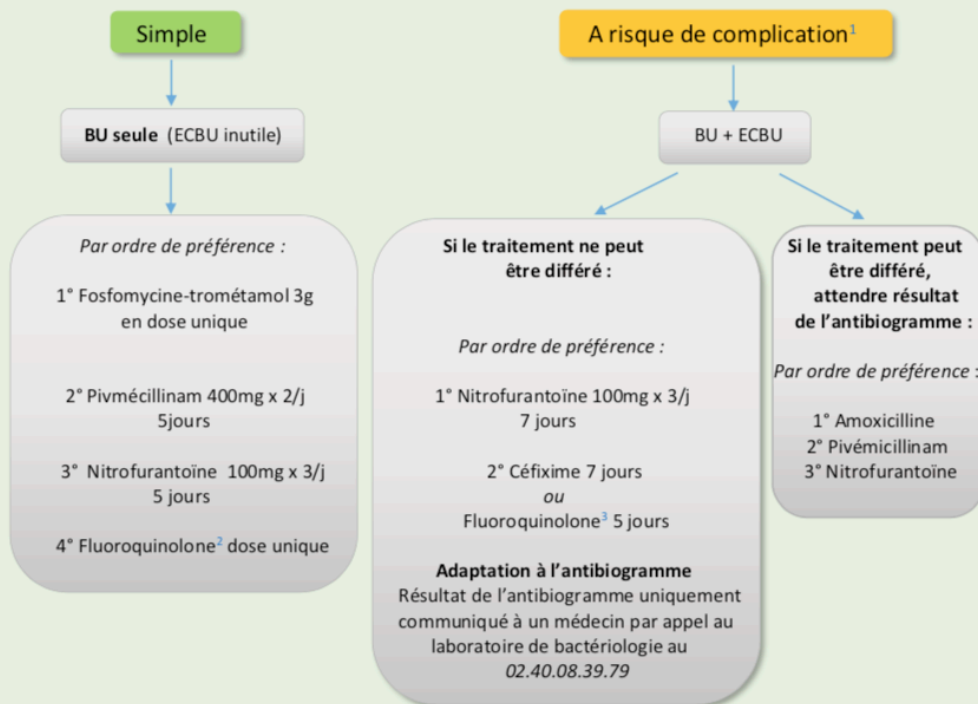 Simple
BU seule (ECBU inutile)
Par ordre de préférence :
1° Fosfomycine-trométamol 3g
en dose unique
2° Pivmécillinam 400mg x 2/j
5jours
3° Nitrofurantoïne 100mg x 3/j
5 jours
4° Fluoroquinolone² dose unique
A risque de complication¹
BU + ECBU
Si le traitement ne peut
être différé :
Par ordre de préférence :
1° Nitrofurantoïne 100mg x 3/j
7 jours
2° Céfixime 7 jours
ou
Fluoroquinolone³ 5 jours
Adaptation à l’antibiogramme
Résultat de l’antibiogramme uniquement
communiqué à un médecin par appel au
laboratoire de bactériologie au
02.40.08.39.79
Si le traitement peut
être différé,
attendre résultat
de l’antibiogramme :
Par ordre de préférence :
1° Amoxicilline
2° Pivémicillinam
3° Nitrofurantoïne